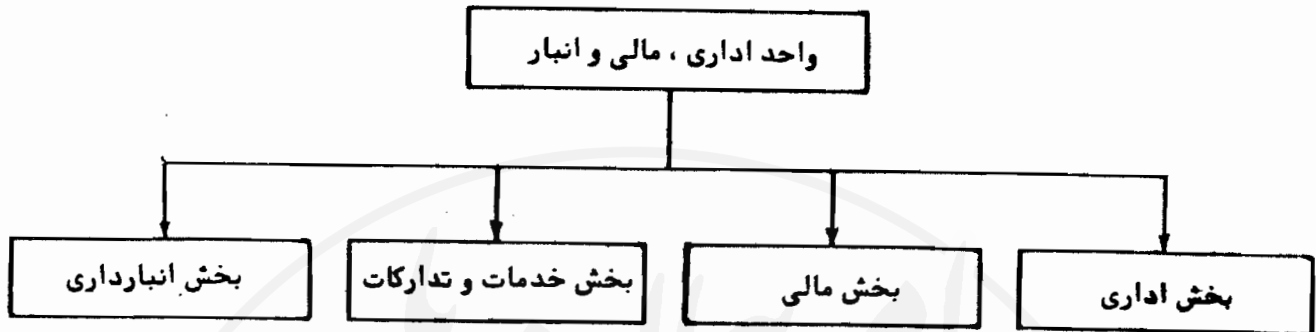 واحد اداری ، مالی و انبار
بخش اداری
بخش مالی
بخش خدمات و تدارکات
بخش انبارداری